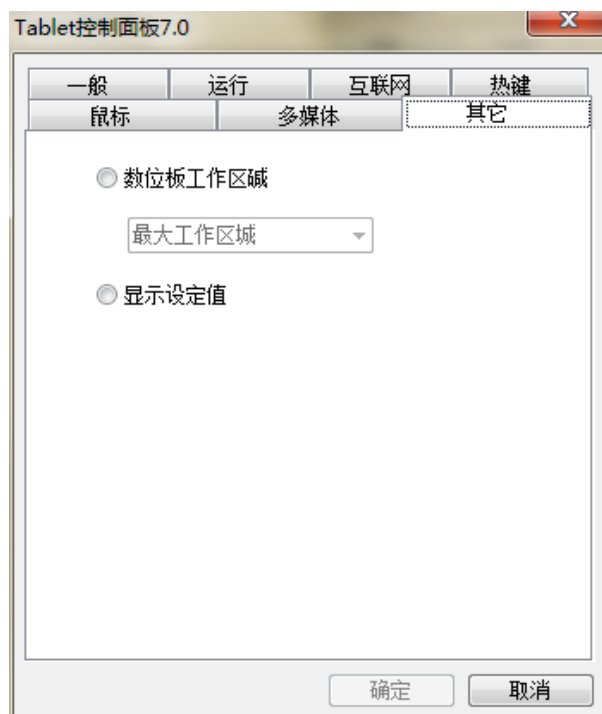 Tablet控制面板7.0
一般 运行 互联网 热键
鼠标 多媒体 其它
数位板工作区碱
最大工作区城
显示设定值
确定 取消